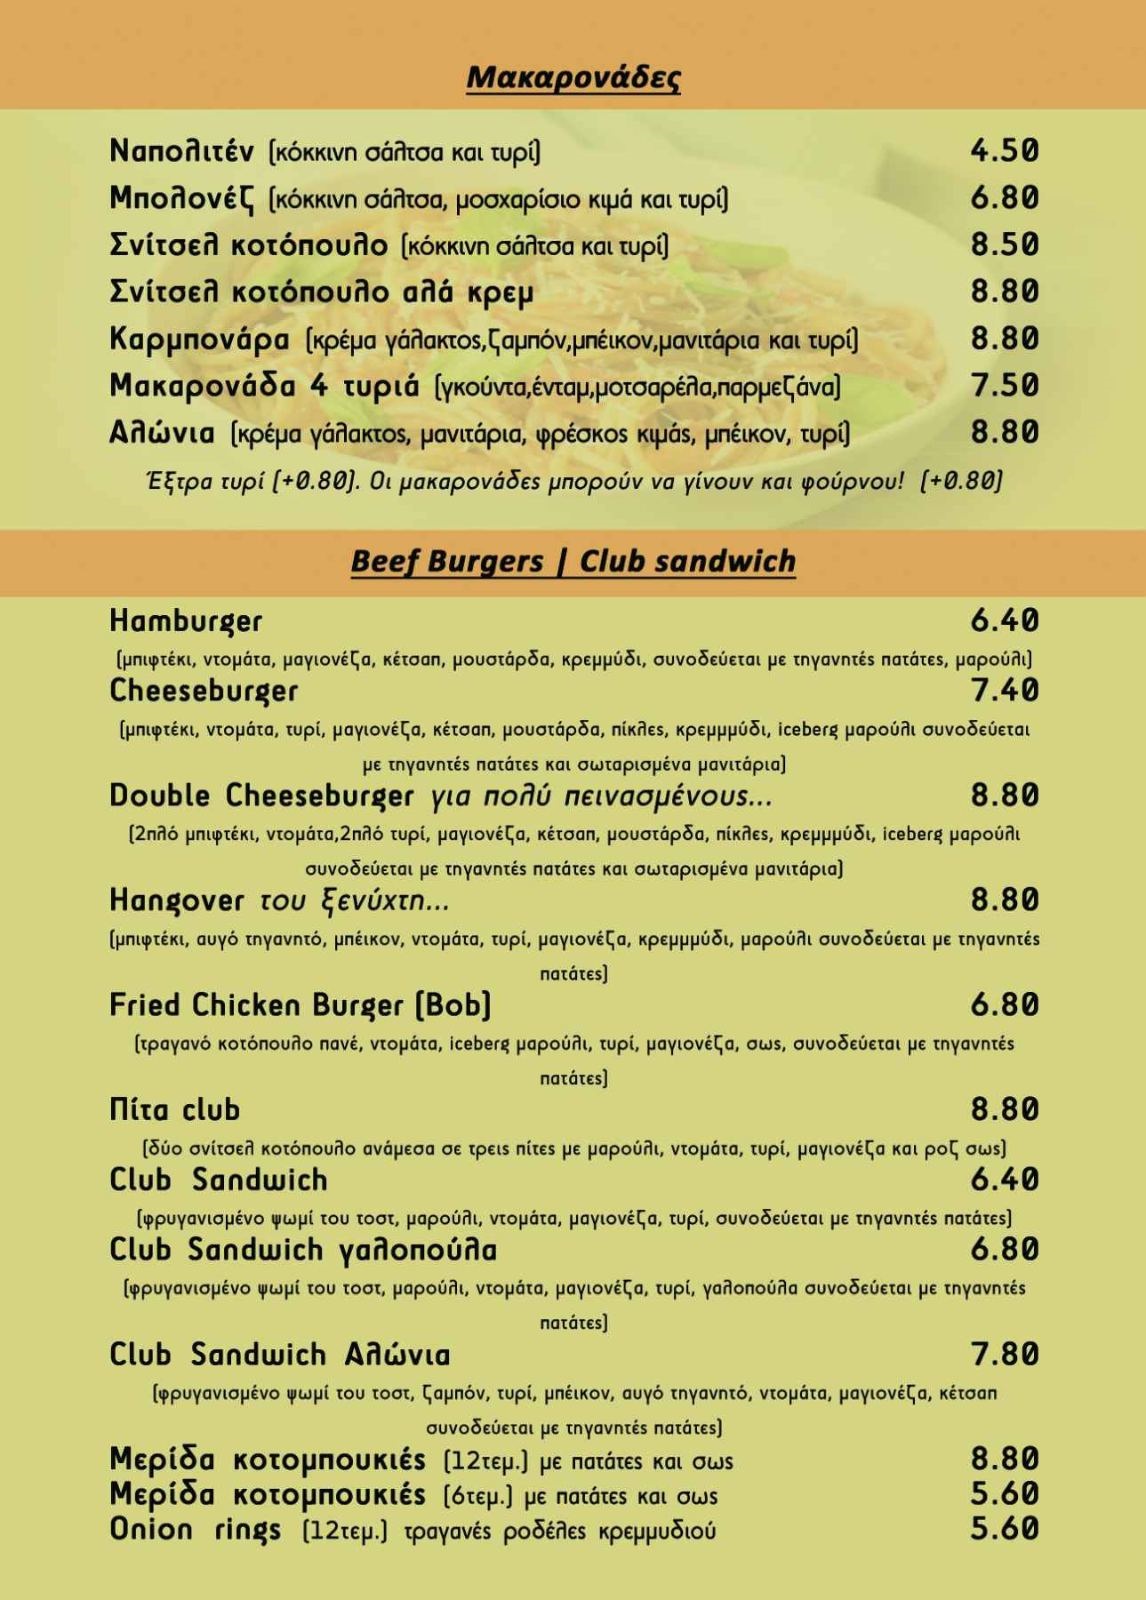 Μακαρονάδες
Ναπολιτέν (κόκκινη σάλτσα και τυρί) 4.50
Μπολονέζ (κόκκινη σάλτσα, μοσχαρίσιο κιμά και τυρί) 6.80
Σνίτσελ κοτόπουλο (κόκκινη σάλτσα και τυρί) 8.50
Σνίτσελ κοτόπουλο αλά κρεμ 8.80
Καρμπονάρα (κρέμα γάλακτος,ζαμπόν,μπέικον,μανιτάρια και τυρί) 8.80
Μακαρονάδα 4 τυριά (γκούντα,ένταμ,μοτσαρέλα,παρμεζάνα) 7.50
Αλώνια (κρέμα γάλακτος, μανιτάρια, φρέσκος κιμάς, μπέικον, τυρί) 8.80
Έξτρα τυρί (+0.80). Οι μακαρονάδες μπορούν να γίνουν και φούρνου! (+0.80)
Beef Burgers | Club sandwich
Hamburger 6.40
(μπιφτέκι, ντομάτα, μαγιονέζα, κέτσαπ, μουστάρδα, κρεμμύδι, συνοδεύεται με τηγανητές πατάτες, μαρούλι)
Cheeseburger 7.40
(μπιφτέκι, ντομάτα, τυρί, μαγιονέζα, κέτσαπ, μουστάρδα, πίκλες, κρεμμμύδι, iceberg μαρούλι συνοδεύεται
με τηγανητές πατάτες και σωταρισμένα μανιτάρια)
Double Cheeseburger για πολύ πεινασμένους... 8.80
(2πλό μπιφτέκι, ντομάτα,2πλό τυρί, μαγιονέζα, κέτσαπ, μουστάρδα, πίκλες, κρεμμμύδι, iceberg μαρούλι
συνοδεύεται με τηγανητές πατάτες και σωταρισμένα μανιτάρια)
Hangover του ξενύχτη... 8.80
(μπιφτέκι, αυγό τηγανητό, μπέικον, ντομάτα, τυρί, μαγιονέζα, κρεμμμύδι, μαρούλι συνοδεύεται με τηγανητές
πατάτες)
Fried Chicken Burger (Bob) 6.80
(τραγανό κοτόπουλο πανέ, ντομάτα, iceberg μαρούλι, τυρί, μαγιονέζα, σως, συνοδεύεται με τηγανητές
πατάτες)
Πίτα club 8.80
(δύο σνίτσελ κοτόπουλο ανάμεσα σε τρεις πίτες με μαρούλι, ντομάτα, τυρί, μαγιονέζα και ροζ σως)
Club Sandwich 6.40
(φρυγανισμένο ψωμί του τοστ, μαρούλι, ντομάτα, μαγιονέζα, τυρί, συνοδεύεται με τηγανητές πατάτες)
Club Sandwich γαλοπούλα 6.80
(φρυγανισμένο ψωμί του τοστ, μαρούλι, ντομάτα, μαγιονέζα, τυρί, γαλοπούλα συνοδεύεται με τηγανητές
πατάτες)
Club Sandwich Αλώνια 7.80
(φρυγανισμένο ψωμί του τοστ, ζαμπόν, τυρί, μπέικον, αυγό τηγανητό, ντομάτα, μαγιονέζα, κέτσαπ
συνοδεύεται με τηγανητές πατάτες)
Μερίδα κοτομπουκιές (12τεμ.) με πατάτες και σως 8.80
Μερίδα κοτομπουκιές (6τεμ.) με πατάτες και σως 5.60
Onion rings (12τεμ.) τραγανές ροδέλες κρεμμυδιού 5.60